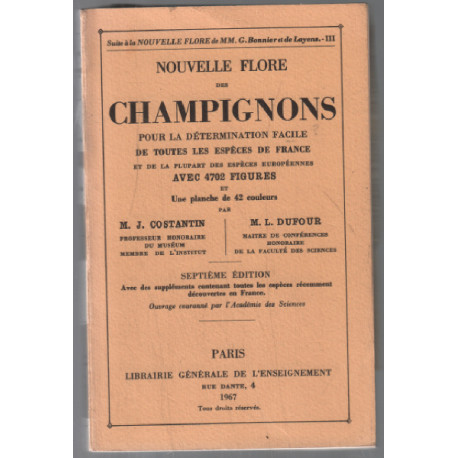 Suite à la NOUVELLE FLORE de MM. G. Bonnier et de Layens.-III
NOUVELLE FLORE
DES
CHAMPIGNONS
POUR LA DÉTERMINATION FACILE
DE TOUTES LES ESPÈCES DE FRANCE
ET DE LA PLUPART DES ESPÈCES EUROPÉENNES
AVEC 4702 FIGURES
ET
Une planche de 42 couleurs
PAR
M. J. COSTANTIN
PROFESSEUR HONORAIRE
DU MUSÉUM
MEMBRE DE L'INSTITUT
M. L. DUFOUR
MAITRE DE CONFÉRENCES
HONORAIRE
DE LA FACULTÉ DES SCIENCES
SEPTIÈME ÉDITION
Avec des suppléments contenant toutes les espèces récemment
découvertes en France.
Ouvrage couronné par l'Académie des Sciences
PARIS
LIBRAIRIE GÉNÉRALE DE L'ENSEIGNEMENT
RUE DANTE, 4
1967
Tous droits réservés.